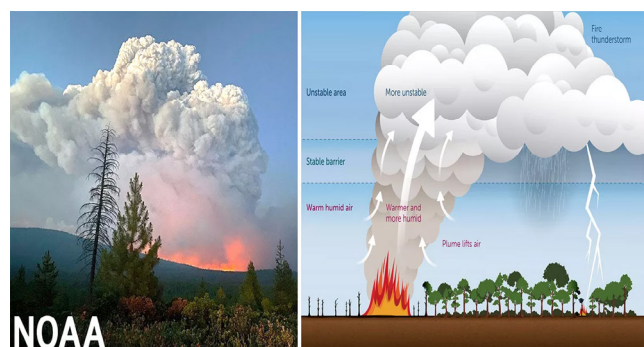 NOAA
Fire
thunderstorm
Unstable area
More unstable
Stable barrier
Warm humid air
Warmer and
more humid
Plume lifts air